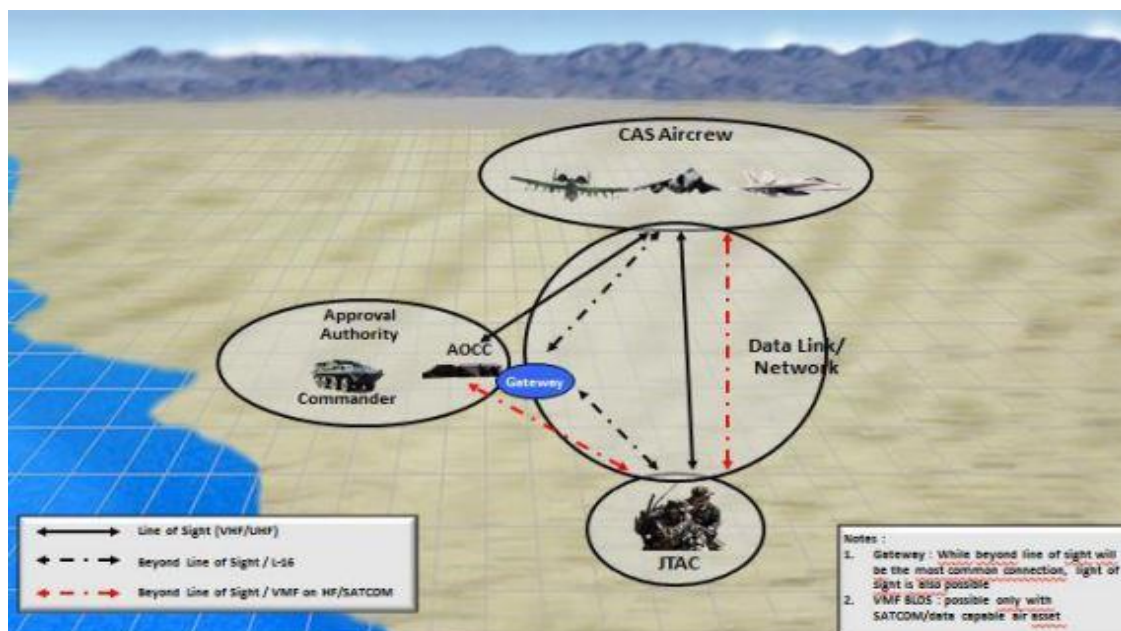 CAS Aircrew
Approval
Authority
AOCC
Commander
Gateway
Data Link/
Network
JTAC
Line of Sight (VHF/UHF)
Beyond Line of Sight / L-16
Beyond Line of Sight / VMF on HF/SATCOM
Notes :
1. Gateway : While beyond line of sight will
be the most common connection, light of
sight is also possible
2. VMF BLOS : possible only with
SATCOM/data capable air asset